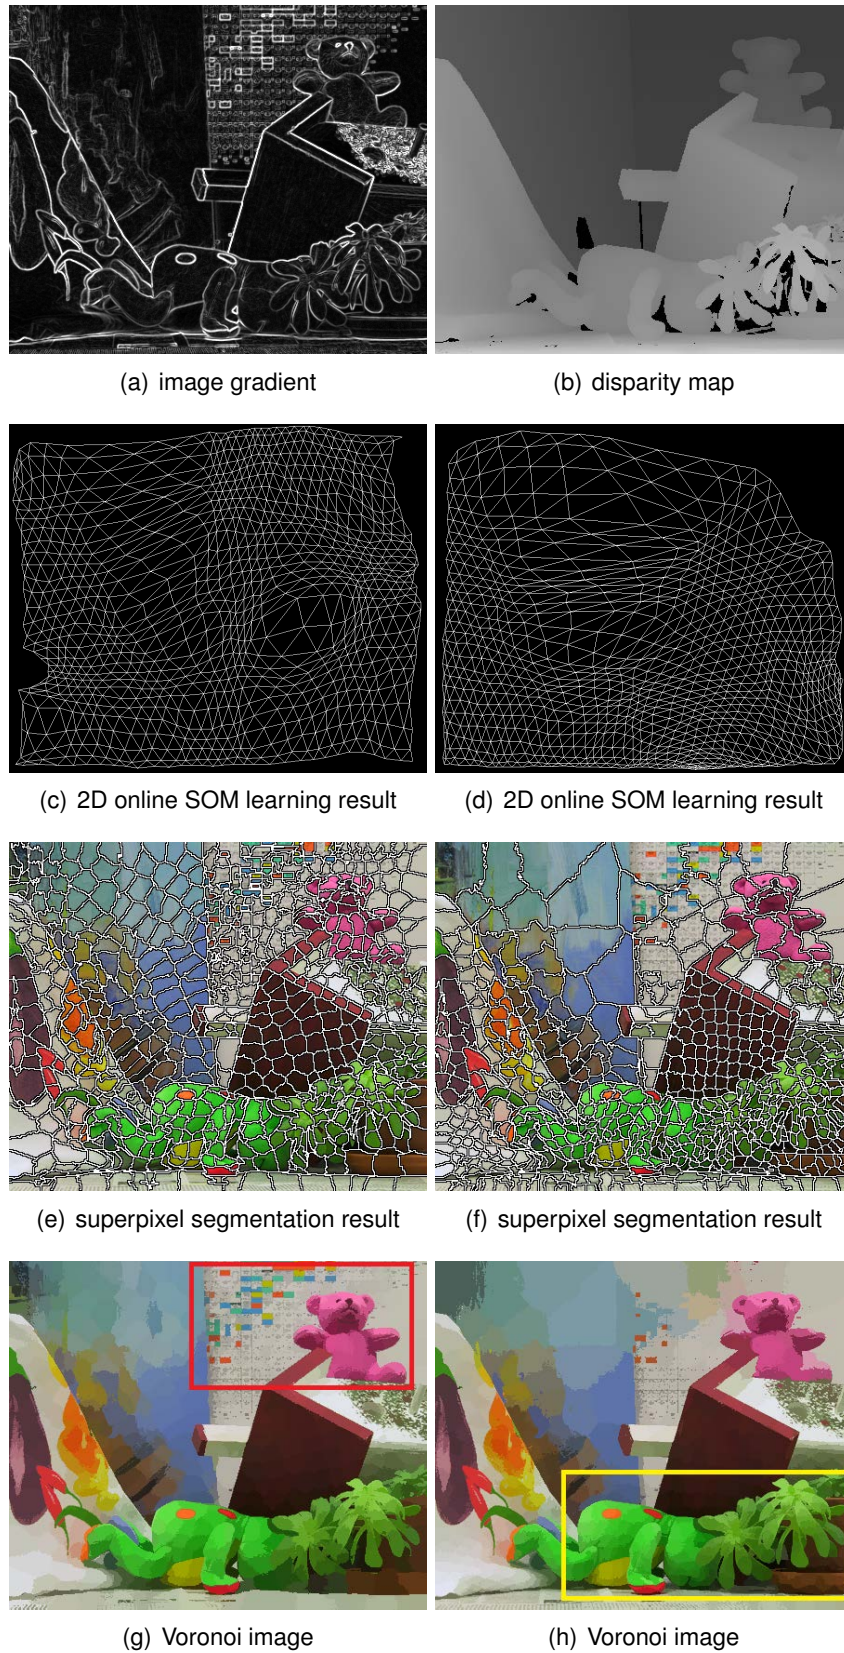 (a) image gradient
(b) disparity map
(c) 2D online SOM learning result
(d) 2D online SOM learning result
(e) superpixel segmentation result
(f) superpixel segmentation result
(g) Voronoi image
(h) Voronoi image